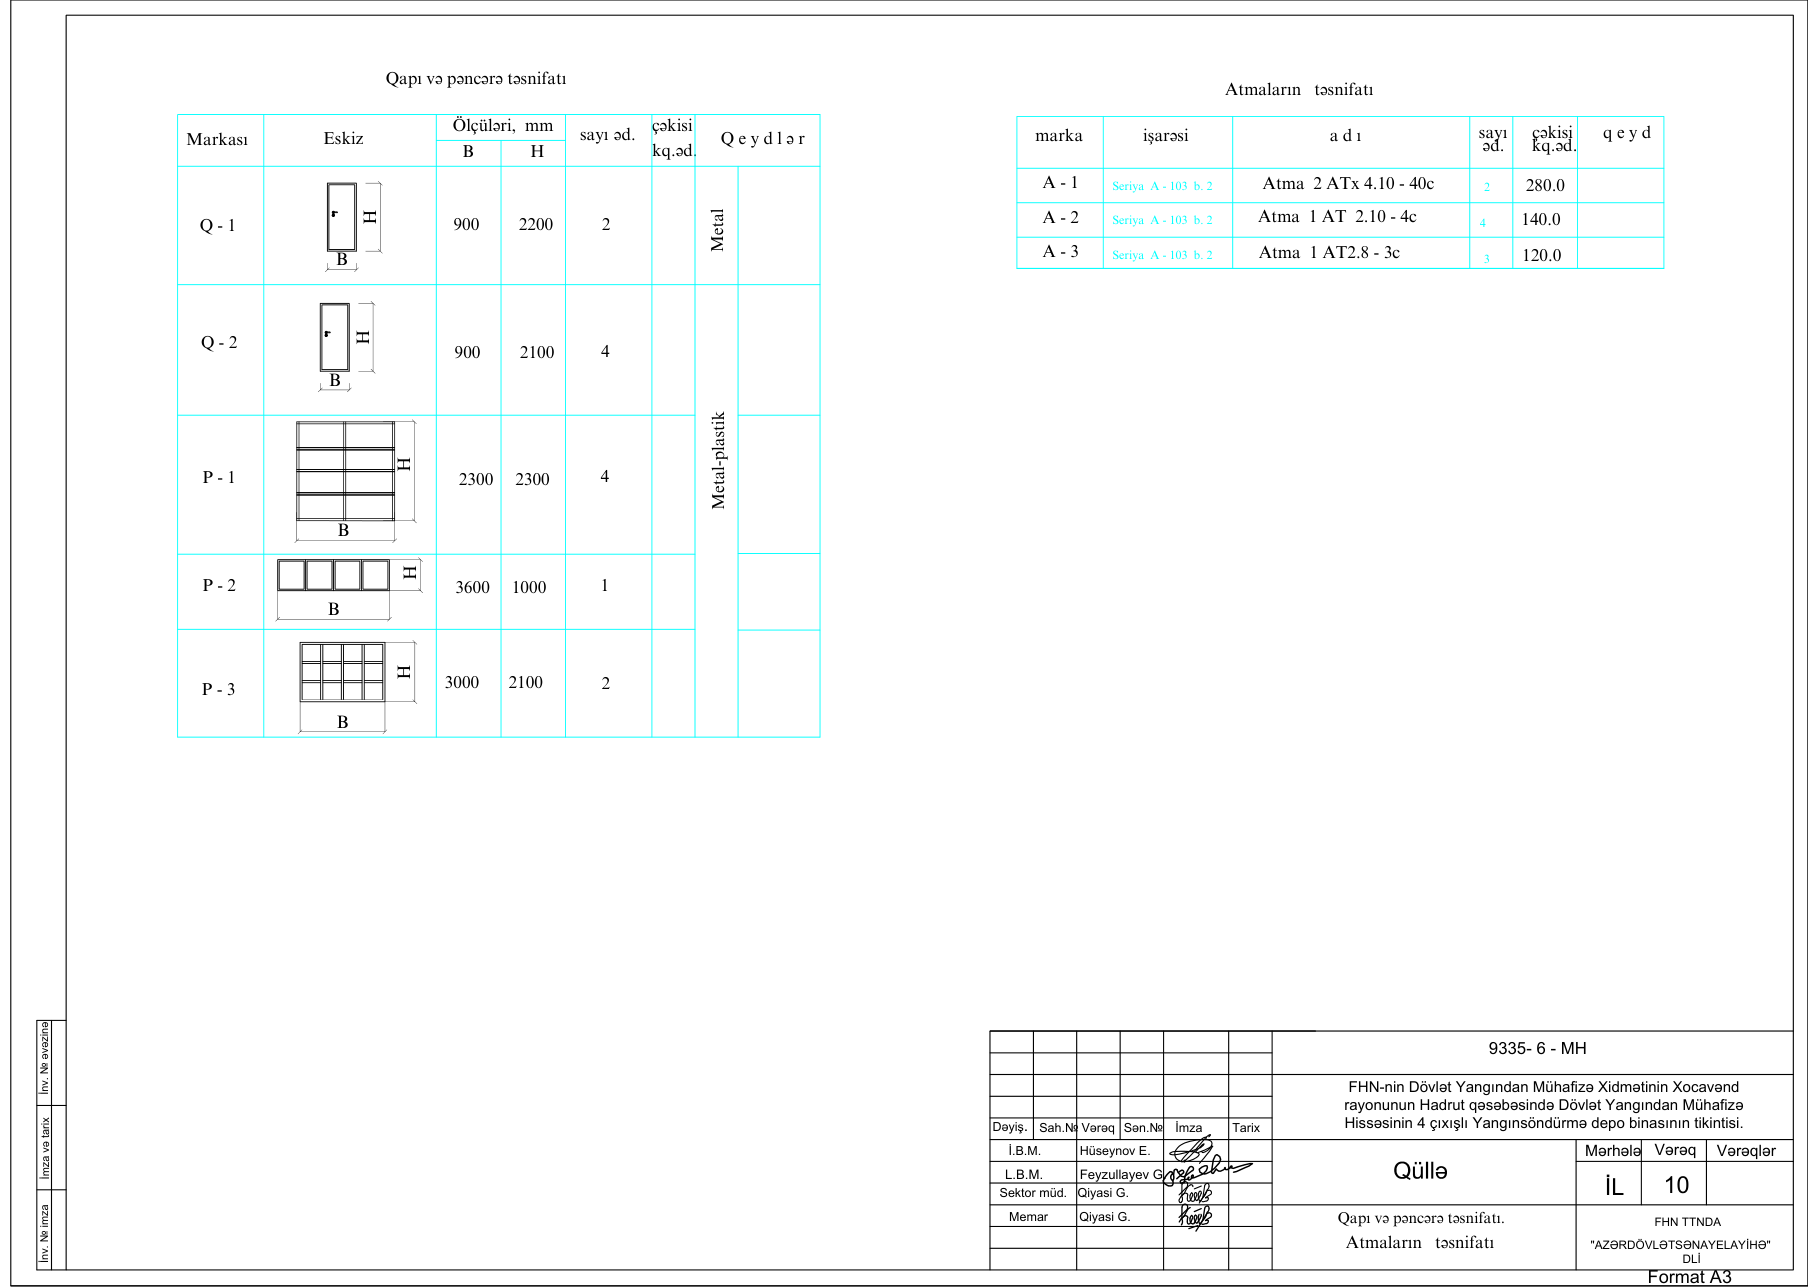 Qapı və pəncərə təsnifatı
Markası Eskiz Ölçüləri, mm sayı əd. çəkisi kq.əd. Qeydlər
B H
Q - 1 H B 900 2200 2 Metal
Q - 2 H B 900 2100 4 Metal-plastik
P - 1 H B 2300 2300 4
P - 2 H B 3600 1000 1
P - 3 H B 3000 2100 2
Atmaların təsnifatı
marka işarəsi adı sayı əd. çəkisi kq.əd. qeyd
A - 1 Seriya A - 103 b. 2 Atma 2 ATx 4.10 - 40c 2 280.0
A - 2 Seriya A - 103 b. 2 Atma 1 AT 2.10 - 4c 4 140.0
A - 3 Seriya A - 103 b. 2 Atma 1 AT2.8 - 3c 3 120.0
İnv. № əvəzinə
İmza və tarix
İnv. № imza
9335- 6 - MH
FHN-nin Dövlət Yangından Mühafizə Xidmətinin Xocavənd
rayonunun Hadrut qəsəbəsində Dövlət Yangından Mühafizə
Hissəsinin 4 çıxışlı Yangınsöndürmə depo binasının tikintisi.
Dəyiş. Sah.№ Vərəq Sən.№ İmza Tarix
İ.B.M. Hüseynov E.
L.B.M. Feyzullayev G
Sektor müd. Qiyasi G.
Memar Qiyasi G.
Qüllə
Mərhələ Vərəq Vərəqlər
İL 10
Qapı və pəncərə təsnifatı.
Atmaların təsnifatı
FHN TTNDA
"AZƏRDÖVLƏTSƏNAYELAYİHƏ"
DLİ
Format A3